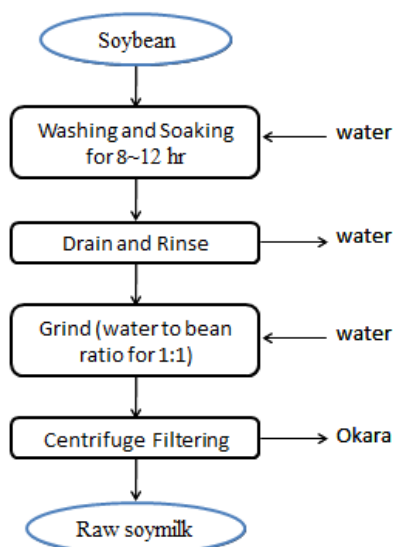 Soybean
Washing and Soaking
for 8~12 hr
water
Drain and Rinse
water
Grind (water to bean
ratio for 1:1)
water
Centrifuge Filtering
Okara
Raw soymilk